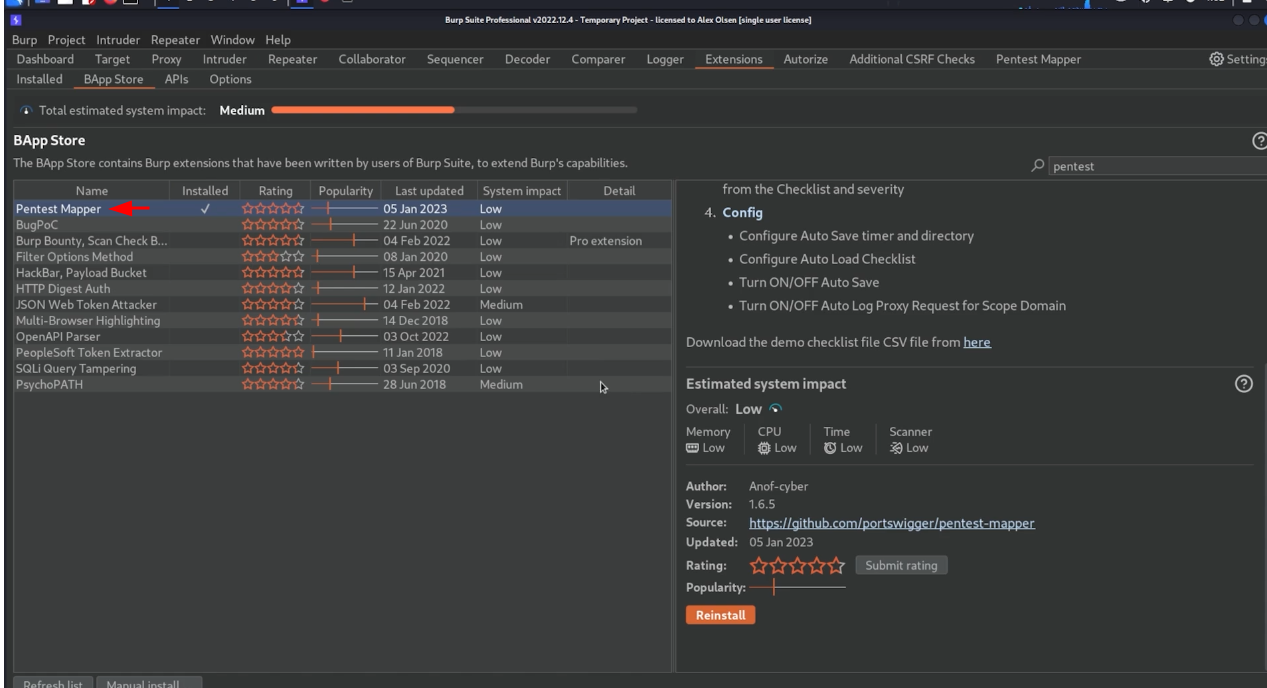 Burp Suite Professional v2022.12.4 - Temporary Project - licensed to Alex Olsen [single user license]
Burp Project Intruder Repeater Window Help
Dashboard Target Proxy Intruder Repeater Collaborator Sequencer Decoder Comparer Logger Extensions Autorize Additional CSRF Checks Pentest Mapper Settings
Installed BApp Store APIs Options
Total estimated system impact: Medium
BApp Store
The BApp Store contains Burp extensions that have been written by users of Burp Suite, to extend Burp's capabilities.
pentest
Name Installed Rating Popularity Last updated System impact Detail
Pentest Mapper ✓ 05 Jan 2023 Low
BugPoC 22 Jun 2020 Low
Burp Bounty, Scan Check B... 04 Feb 2022 Low Pro extension
Filter Options Method 08 Jan 2020 Low
HackBar, Payload Bucket 15 Apr 2021 Low
HTTP Digest Auth 12 Jan 2022 Low
JSON Web Token Attacker 04 Feb 2022 Medium
Multi-Browser Highlighting 14 Dec 2018 Low
OpenAPI Parser 03 Oct 2022 Low
PeopleSoft Token Extractor 11 Jan 2018 Low
SQLi Query Tampering 03 Sep 2020 Low
PsychoPATH 28 Jun 2018 Medium
from the Checklist and severity
4. Config
• Configure Auto Save timer and directory
• Configure Auto Load Checklist
• Turn ON/OFF Auto Save
• Turn ON/OFF Auto Log Proxy Request for Scope Domain
Download the demo checklist file CSV file from here
Estimated system impact
Overall: Low
Memory CPU Time Scanner
Low Low Low Low
Author: Anof-cyber
Version: 1.6.5
Source: https://github.com/portswigger/pentest-mapper
Updated: 05 Jan 2023
Rating: Submit rating
Popularity:
Reinstall
Refresh list Manual install